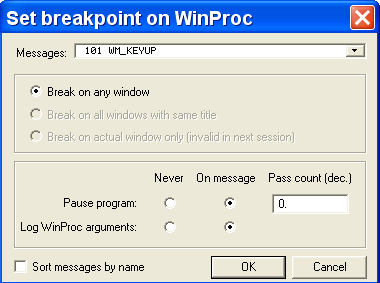 Set breakpoint on WinProc
Messages: 101 WM_KEYUP
Break on any window
Break on all windows with same title
Break on actual window only (invalid in next session)
Never On message Pass count (dec.)
Pause program: 0.
Log WinProc arguments:
Sort messages by name OK Cancel